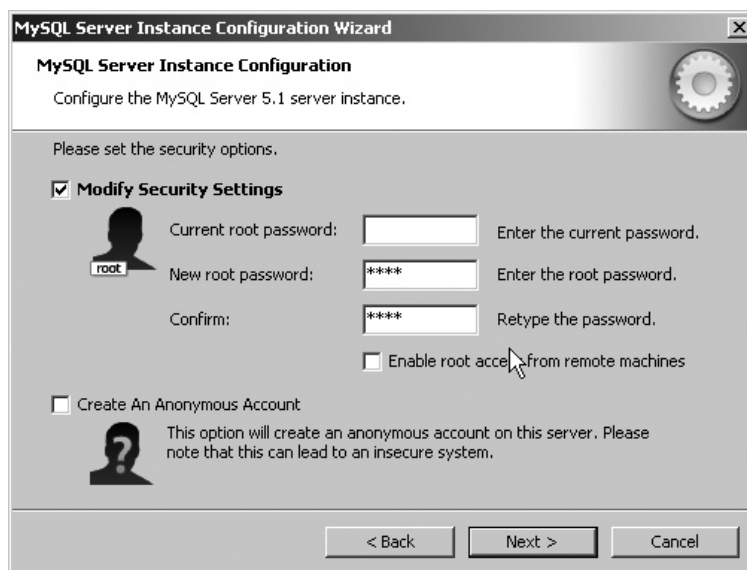 MySQL Server Instance Configuration Wizard
MySQL Server Instance Configuration
Configure the MySQL Server 5.1 server instance.
Please set the security options.
Modify Security Settings
root
Current root password: Enter the current password.
New root password: **** Enter the root password.
Confirm: **** Retype the password.
Enable root access from remote machines
Create An Anonymous Account
This option will create an anonymous account on this server. Please
note that this can lead to an insecure system.
< Back Next > Cancel